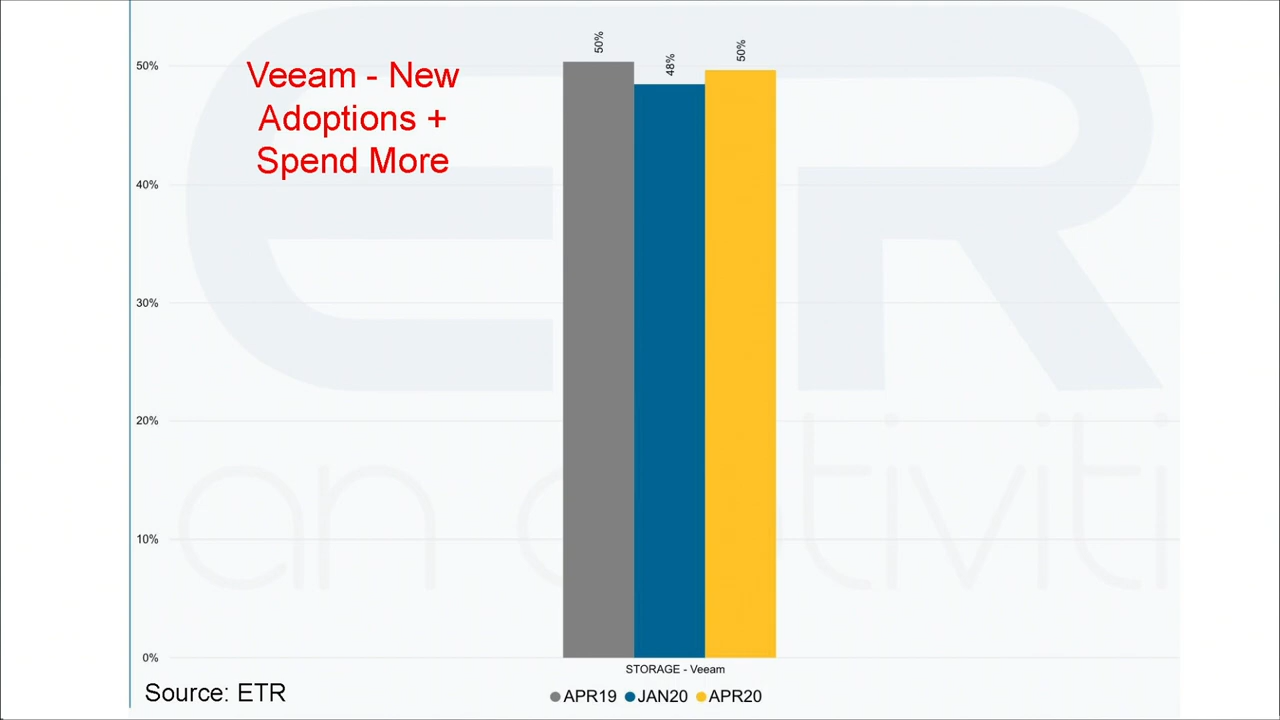 50%
48%
50%
Veeam - New
Adoptions +
Spend More
50%
40%
30%
20%
10%
0%
STORAGE - Veeam
Source: ETR
APR19 JAN20 APR20
ETR